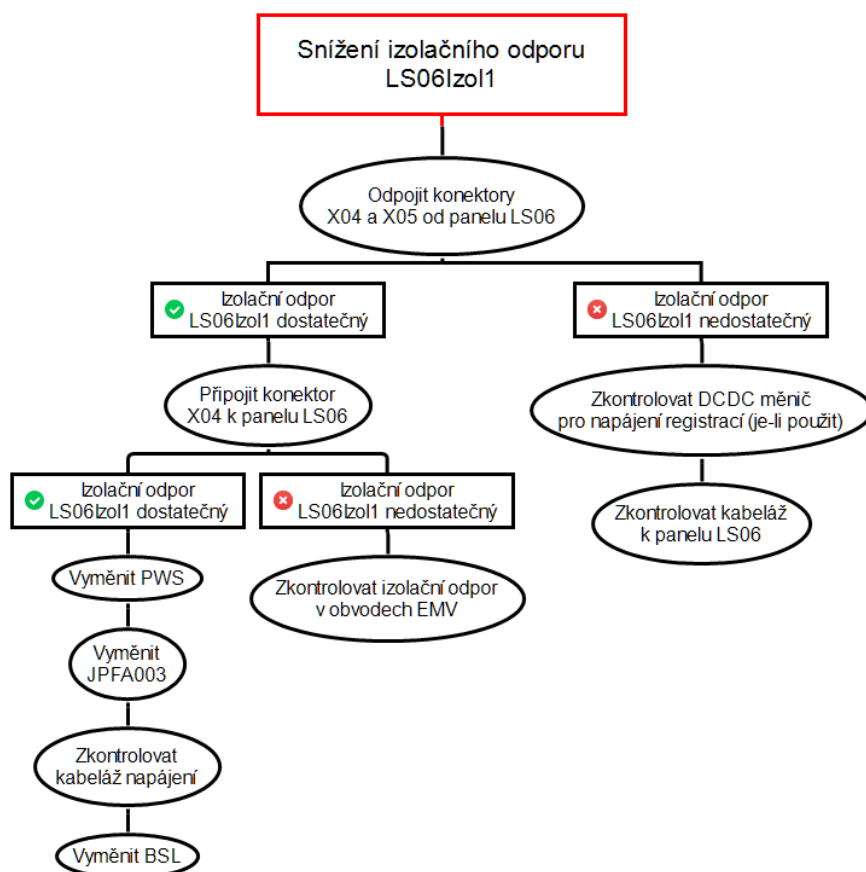 Snížení izolačního odporu
LS06Izol1
Odpojit konektory
X04 a X05 od panelu LS06
Izolační odpor
LS06Izol1 dostatečný
Izolační odpor
LS06Izol1 nedostatečný
Připojit konektor
X04 k panelu LS06
Zkontrolovat DCDC měnič
pro napájení registrací (je-li použit)
Izolační odpor
LS06Izol1 dostatečný
Izolační odpor
LS06Izol1 nedostatečný
Zkontrolovat kabeláž
k panelu LS06
Vyměnit PWS
Zkontrolovat izolační odpor
v obvodech EMV
Vyměnit
JPFA003
Zkontrolovat
kabeláž napájení
Vyměnit BSL